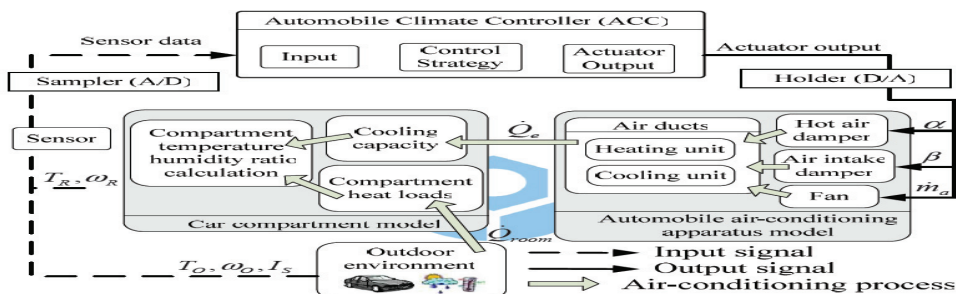 Automobile Climate Controller (ACC)
Sensor data
Input
Control
Strategy
Actuator
Output
Actuator output
Sampler (A/D)
Holder (D/A)
Sensor
Compartment
temperature
humidity ratio
calculation
Cooling
capacity
Compartment
heat loads
Car compartment model
Q̇e
Air ducts
Heating unit
Cooling unit
Hot air
damper
Air intake
damper
Fan
α
β
ṁa
Automobile air-conditioning
apparatus model
TR, ωR
Q̇room
TO, ωO, IS
Outdoor
environment
Input signal
Output signal
Air-conditioning process